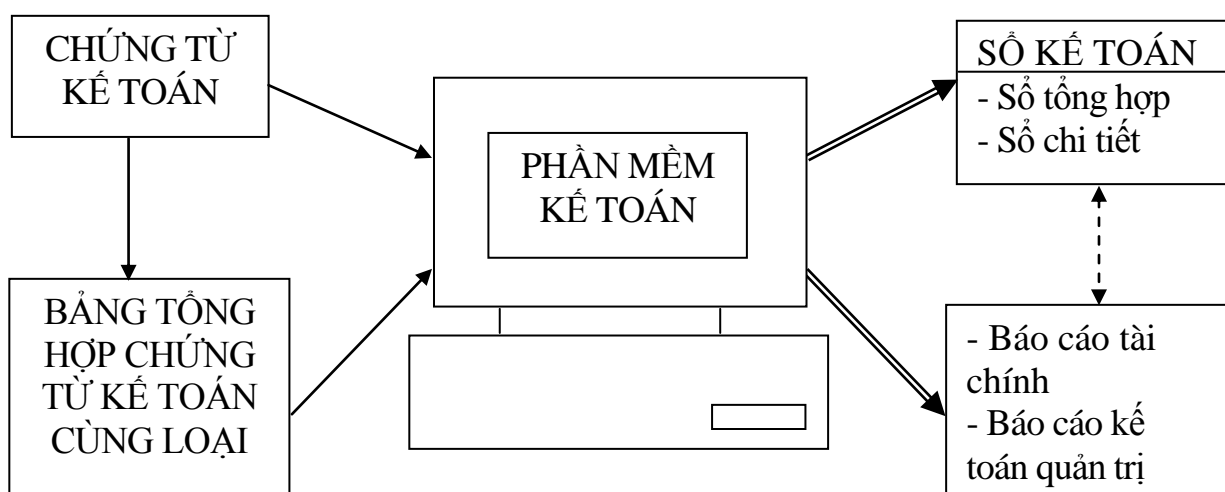 CHỨNG TỪ
KẾ TOÁN
BẢNG TỔNG
HỢP CHỨNG
TỪ KẾ TOÁN
CÙNG LOẠI
PHẦN MỀM
KẾ TOÁN
SỔ KẾ TOÁN
- Sổ tổng hợp
- Sổ chi tiết
- Báo cáo tài
chính
- Báo cáo kế
toán quản trị